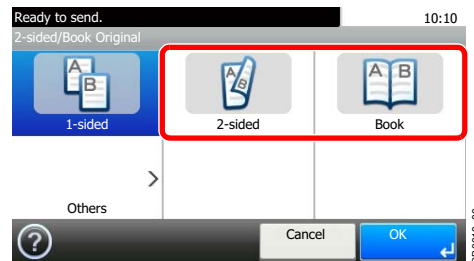 Ready to send.
10:10
2-sided/Book Original
A
B
A
B
A B
1-sided
2-sided
Book
Others
?
Cancel
OK